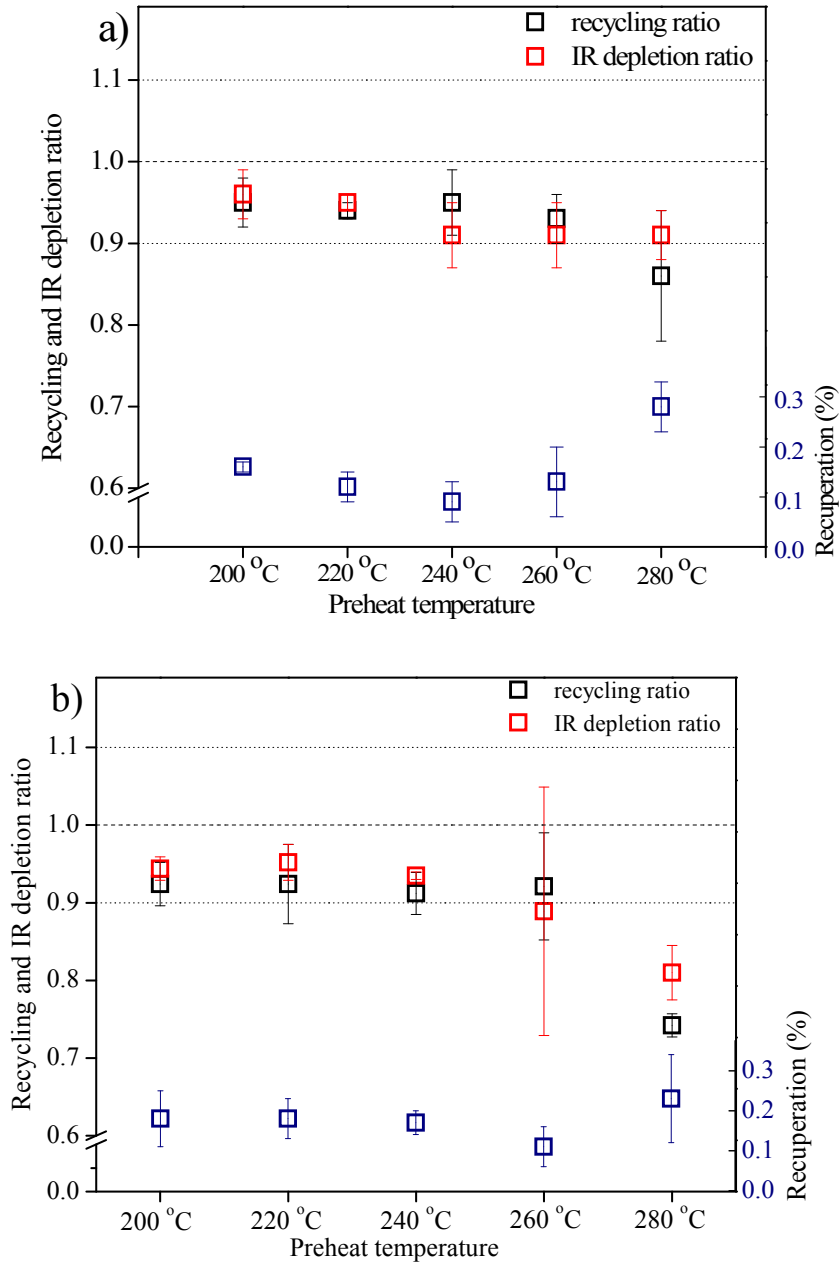 a)
recycling ratio
IR depletion ratio
1.1
1.0
0.9
0.8
0.7
0.6
0.0
Recycling and IR depletion ratio
0.3
0.2
0.1
0.0
Recuperation (%)
200 °C 220 °C 240 °C 260 °C 280 °C
Preheat temperature
b)
recycling ratio
IR depletion ratio
1.1
1.0
0.9
0.8
0.7
0.6
0.0
Recycling and IR depletion ratio
0.3
0.2
0.1
0.0
Recuperation (%)
200 °C 220 °C 240 °C 260 °C 280 °C
Preheat temperature